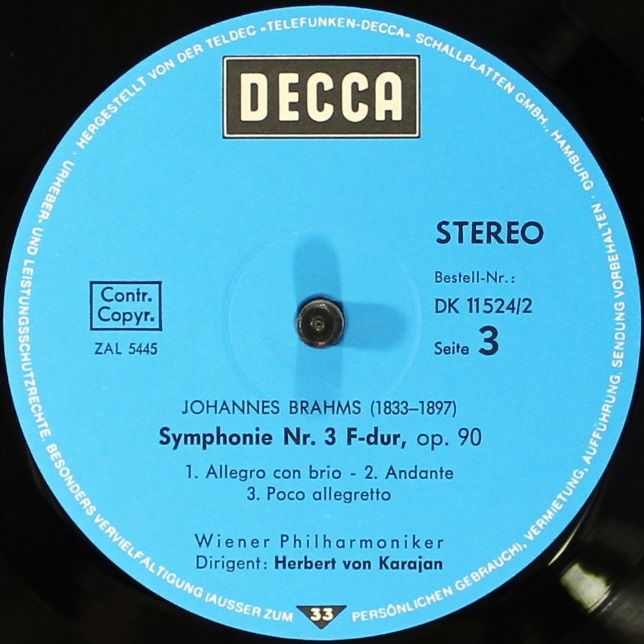 HERGESTELLT VON DER TELDEC »TELEFUNKEN-DECCA« SCHALLPLATTEN GMBH., HAMBURG · URHEBER- UND LEISTUNGSSCHUTZRECHTE, BESONDERS VERVIELFÄLTIGUNG (AUSSER ZUM PERSÖNLICHEN GEBRAUCH), VERMIETUNG, AUFFÜHRUNG, SENDUNG VORBEHALTEN ·
DECCA
STEREO
Bestell-Nr.:
DK 11524/2
Seite 3
Contr.
Copyr.
ZAL 5445
JOHANNES BRAHMS (1833–1897)
Symphonie Nr. 3 F-dur, op. 90
1. Allegro con brio - 2. Andante
3. Poco allegretto
Wiener Philharmoniker
Dirigent: Herbert von Karajan
33